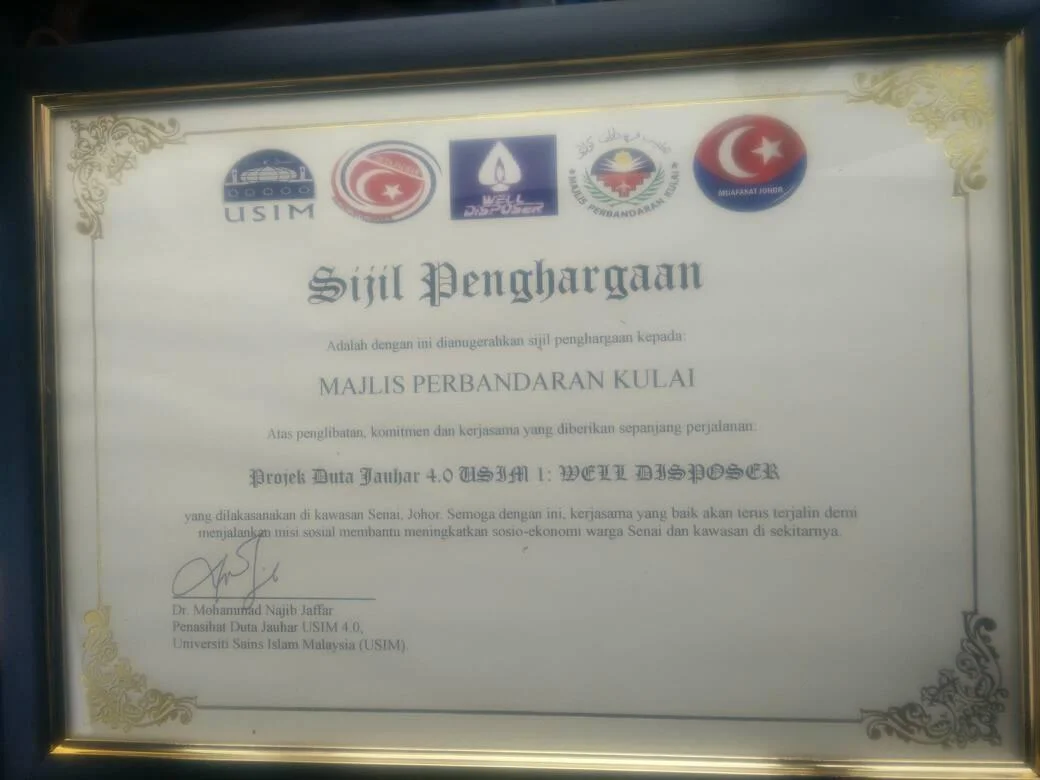 USIM
WELL
DiSPOSER
MAJLIS PERBANDARAN KULAI
MUAFAKAT JOHOR
Sijil Penghargaan
Adalah dengan ini dianugerahkan sijil penghargaan kepada:
MAJLIS PERBANDARAN KULAI
Atas penglibatan, komitmen dan kerjasama yang diberikan sepanjang perjalanan:
Projek Duta Jauhar 4.0 USIM 1: WELL DISPOSER
yang dilakasanakan di kawasan Senai, Johor. Semoga dengan ini, kerjasama yang baik akan terus terjalin demi
menjalankan misi sosial membantu meningkatkan sosio-ekonomi warga Senai dan kawasan di sekitarnya.
Dr. Mohammad Najib Jaffar
Penasihat Duta Jauhar USIM 4.0,
Universiti Sains Islam Malaysia (USIM)